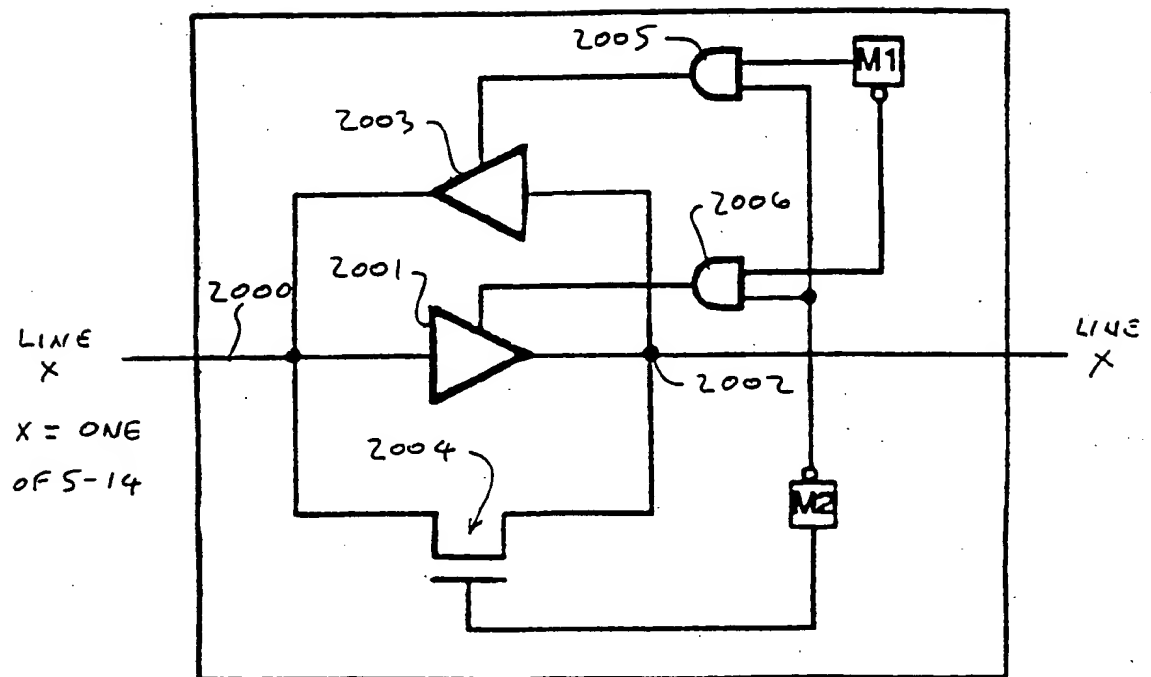 2005
M1
2003
2006
2001
2000
LINE
X
LINE
X
2002
X = ONE
OF 5-14
2004
M2